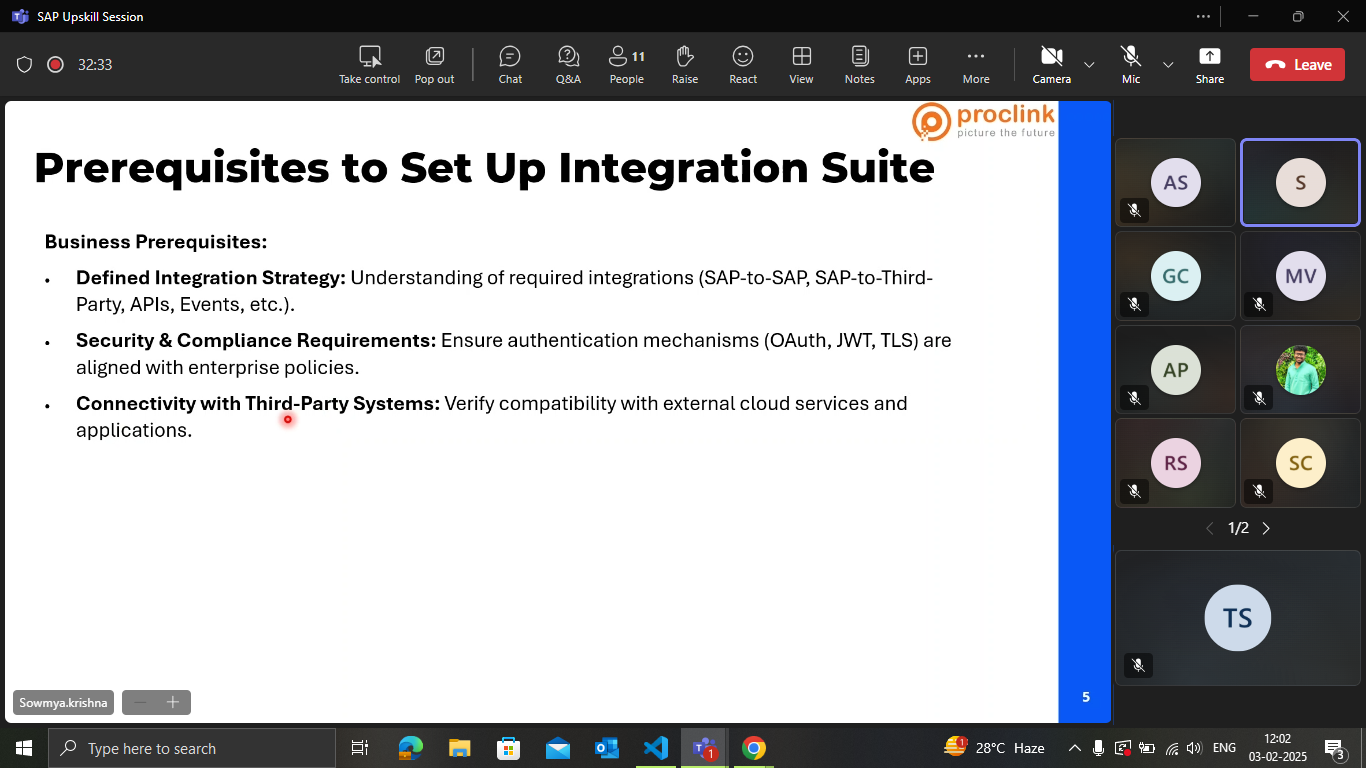 SAP Upskill Session
32:33
Take control
Pop out
Chat
Q&A
11
People
Raise
React
View
Notes
Apps
More
Camera
Mic
Share
Leave
proclink
picture the future
Prerequisites to Set Up Integration Suite
Business Prerequisites:
• Defined Integration Strategy: Understanding of required integrations (SAP-to-SAP, SAP-to-Third-
Party, APIs, Events, etc.).
• Security & Compliance Requirements: Ensure authentication mechanisms (OAuth, JWT, TLS) are
aligned with enterprise policies.
• Connectivity with Third-Party Systems: Verify compatibility with external cloud services and
applications.
5
Sowmya.krishna
AS
S
GC
MV
AP
RS
SC
1/2
TS
Type here to search
1
1
28°C Haze
ENG
12:02
03-02-2025
3